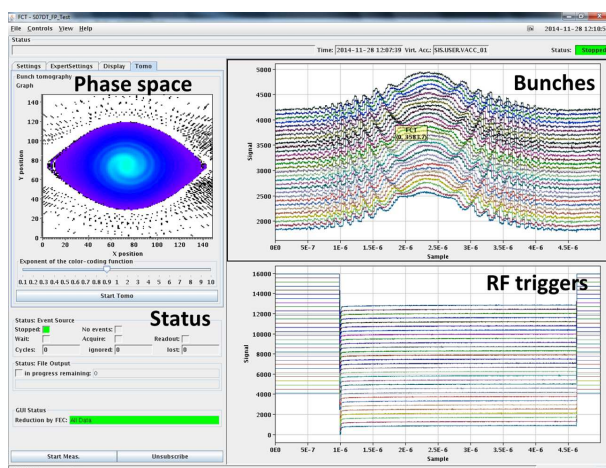 FCT - SD7DT_FP_Test
File Controls View Help
2014-11-28 12:10:5
Status
Time: 2014-11-28 12:07:39 Virt. Acc.: SIS.USER.VACC_01 Status: Stopped
Settings ExpertSettings Display Tomo
Bunch tomography
Graph
Phase space
140
120
100
80
60
40
20
0
Y position
0 20 40 60 80 100 120 140
X position
Exponent of the color-coding function
0.1 0.2 0.3 0.4 0.5 0.6 0.7 0.8 0.9 1 2 3 4 5 6 7 8 9 10
Start Tomo
Status: Event Source
Status
Stopped: No events:
Wait: Acquire: Readout:
Cycles: 0 ignored: 0 lost: 0
Status: File Output
in progress remaining: 0
GUI Status
Reduction by FEC: All Data
Start Meas. Unsubscribe
Bunches
5000
4500
4000
3500
3000
2500
2000
Signal
FCT
0E0 5E-7 1E-6 1.5E-6 2E-6 2.5E-6 3E-6 3.5E-6 4E-6 4.5E-6
Sample
RF triggers
16000
14000
12000
10000
8000
6000
4000
2000
0
Signal
0E0 5E-7 1E-6 1.5E-6 2E-6 2.5E-6 3E-6 3.5E-6 4E-6 4.5E-6
Sample